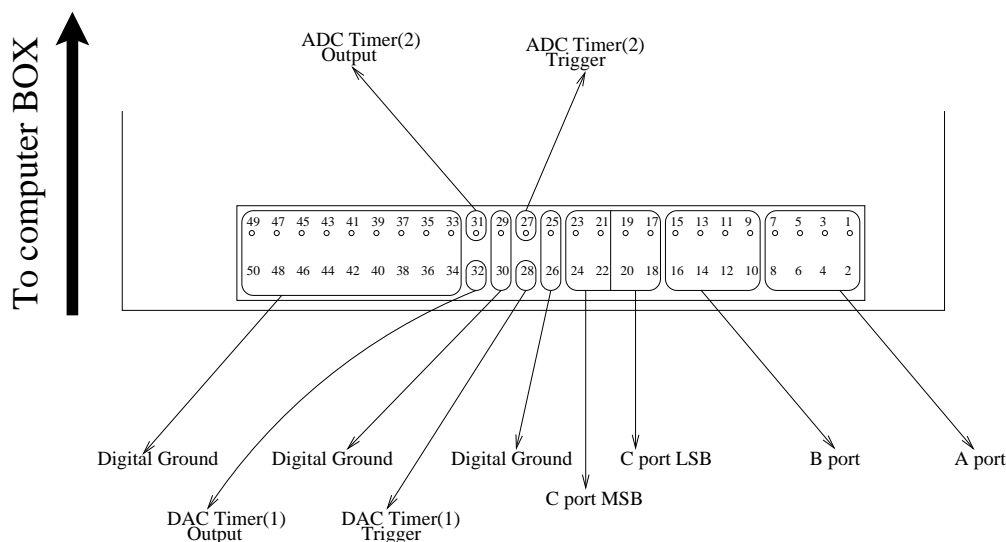 To computer BOX
ADC Timer(2)
Output
ADC Timer(2)
Trigger
49 47 45 43 41 39 37 35 33 31 29 27 25 23 21 19 17 15 13 11 9 7 5 3 1
50 48 46 44 42 40 38 36 34 32 30 28 26 24 22 20 18 16 14 12 10 8 6 4 2
Digital Ground
Digital Ground
Digital Ground
C port LSB
B port
A port
C port MSB
DAC Timer(1)
Output
DAC Timer(1)
Trigger